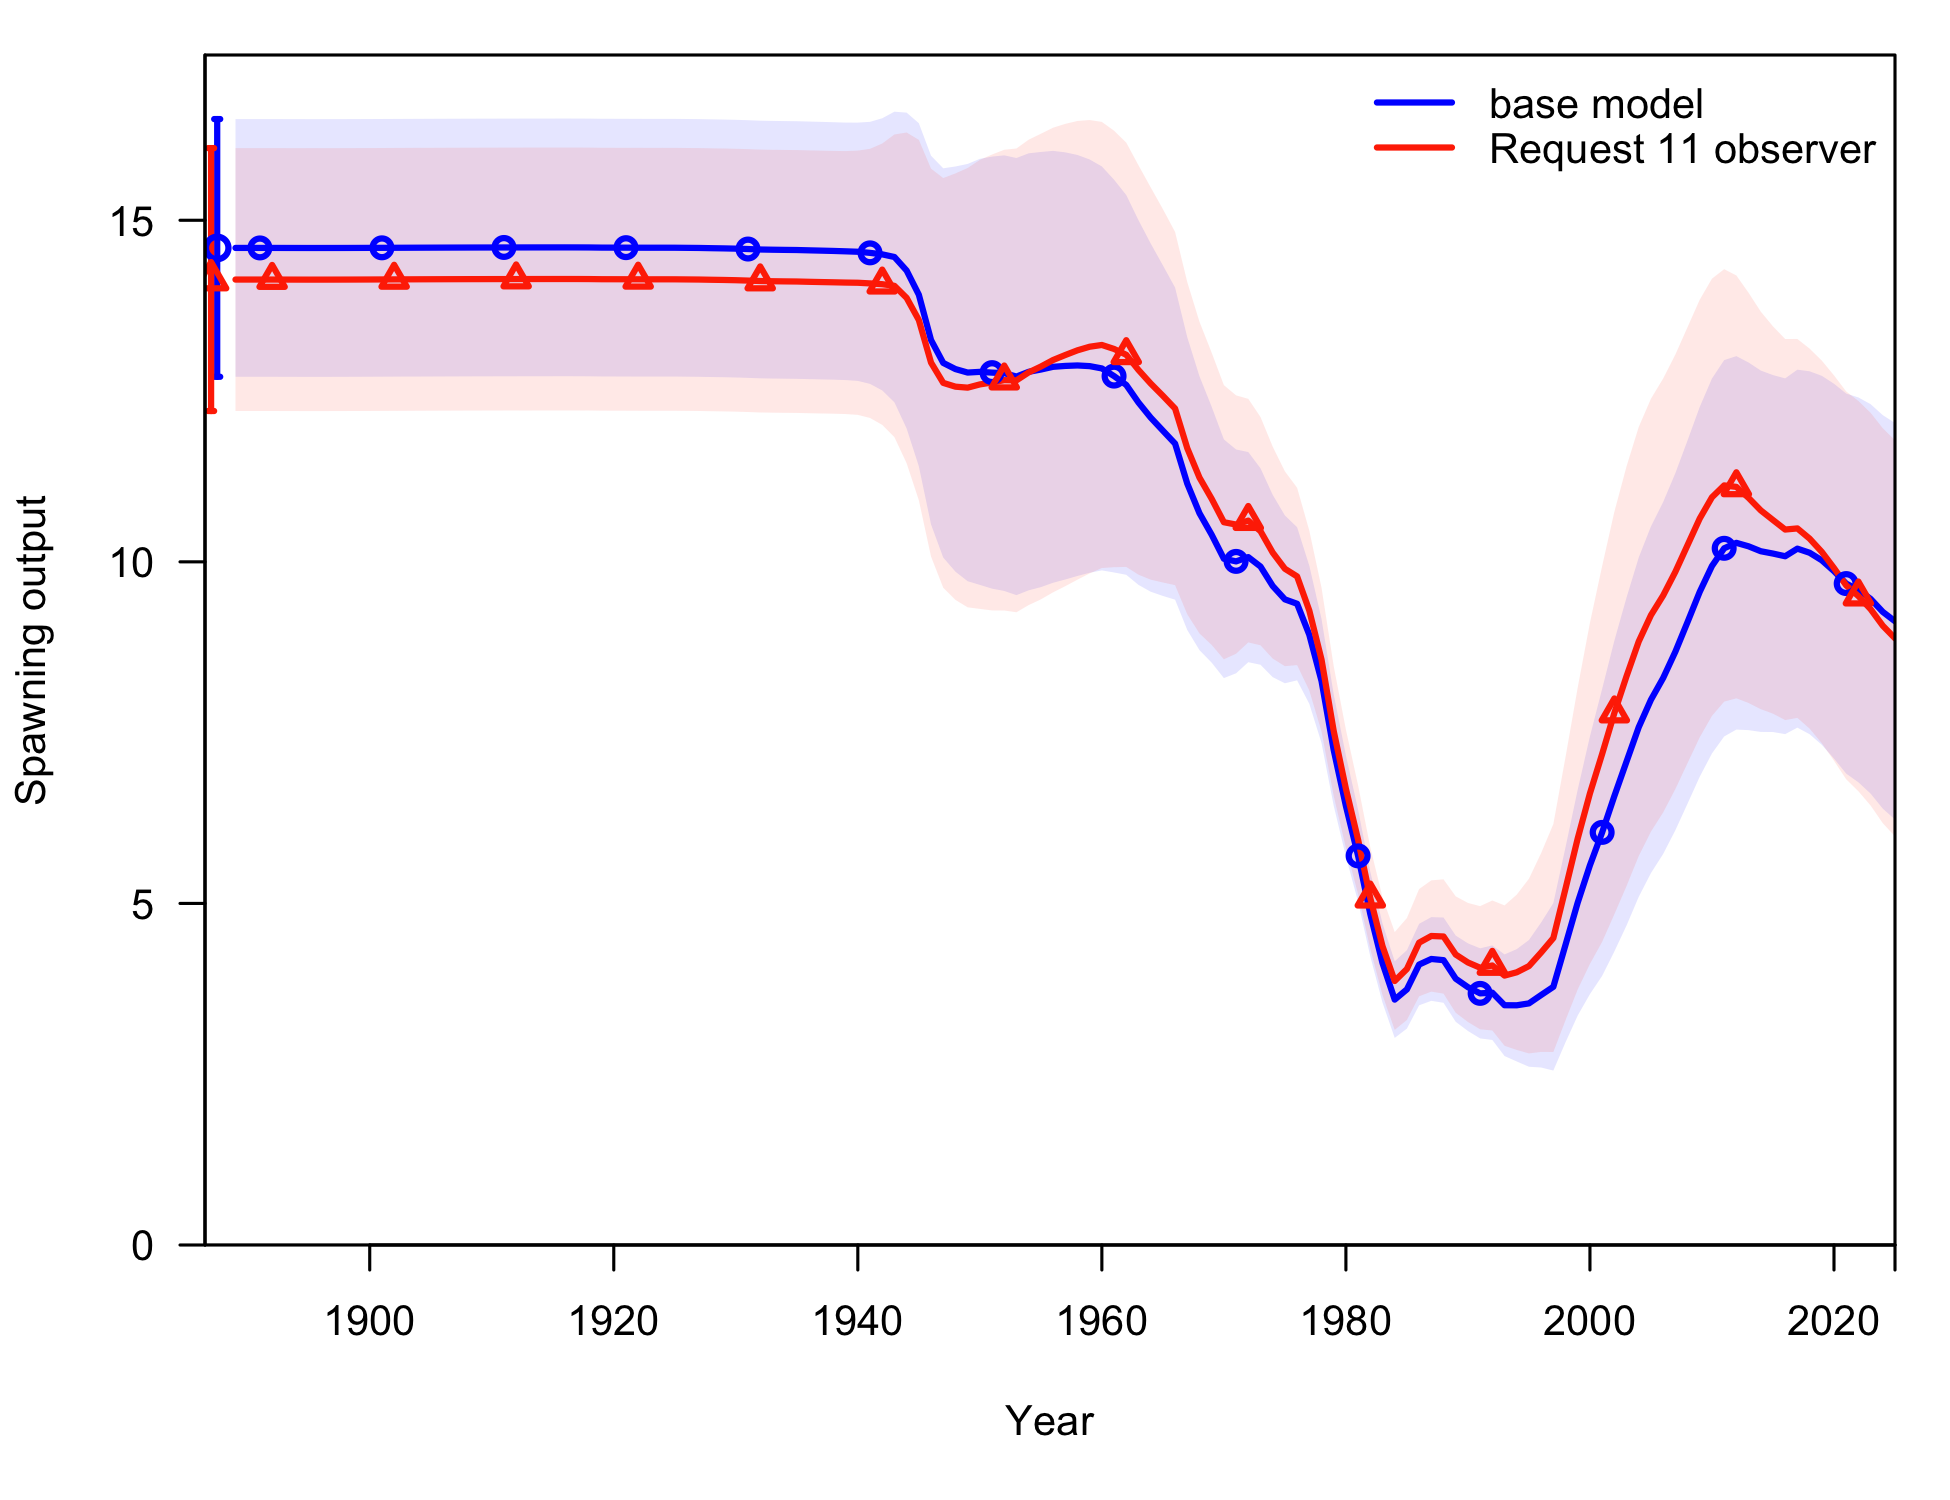 base model
Request 11 observer
15
10
5
0
Spawning output
1900 1920 1940 1960 1980 2000 2020
Year